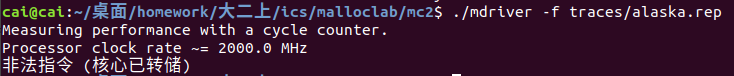 cai@cai:~/桌面/homework/大二上/ics/malloclab/mc2$ ./mdriver -f traces/alaska.rep
Measuring performance with a cycle counter.
Processor clock rate ~= 2000.0 MHz
非法指令 (核心已转储)